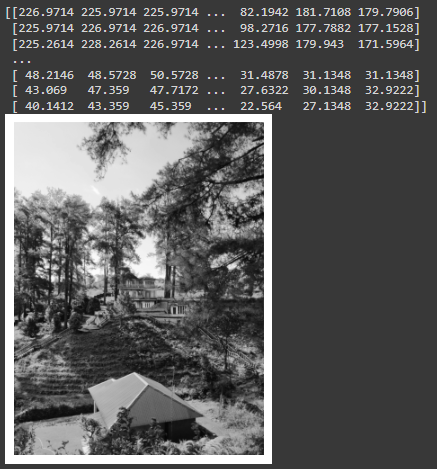 [[226.9714 225.9714 225.9714 ... 82.1942 181.7108 179.7906]
[225.9714 226.9714 226.9714 ... 98.2716 177.7882 177.1528]
[225.2614 228.2614 226.9714 ... 123.4998 179.943 171.5964]
...
[ 48.2146 48.5728 50.5728 ... 31.4878 31.1348 31.1348]
[ 43.069 47.359 47.7172 ... 27.6322 30.1348 32.9222]
[ 40.1412 43.359 45.359 ... 22.564 27.1348 32.9222]]